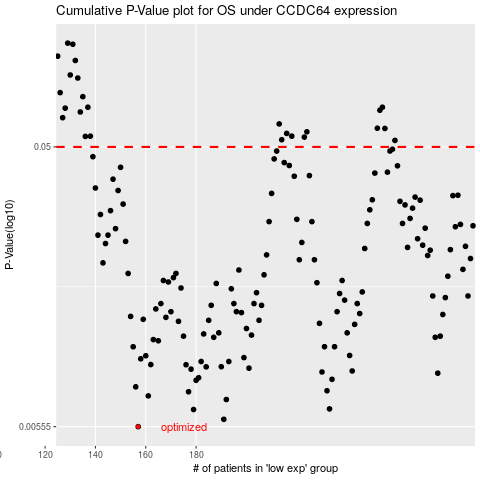 Cumulative P-Value plot for OS under CCDC64 expression
P-Value(log10)
0.05
0.00555
optimized
0 120 140 160 180
# of patients in 'low exp' group